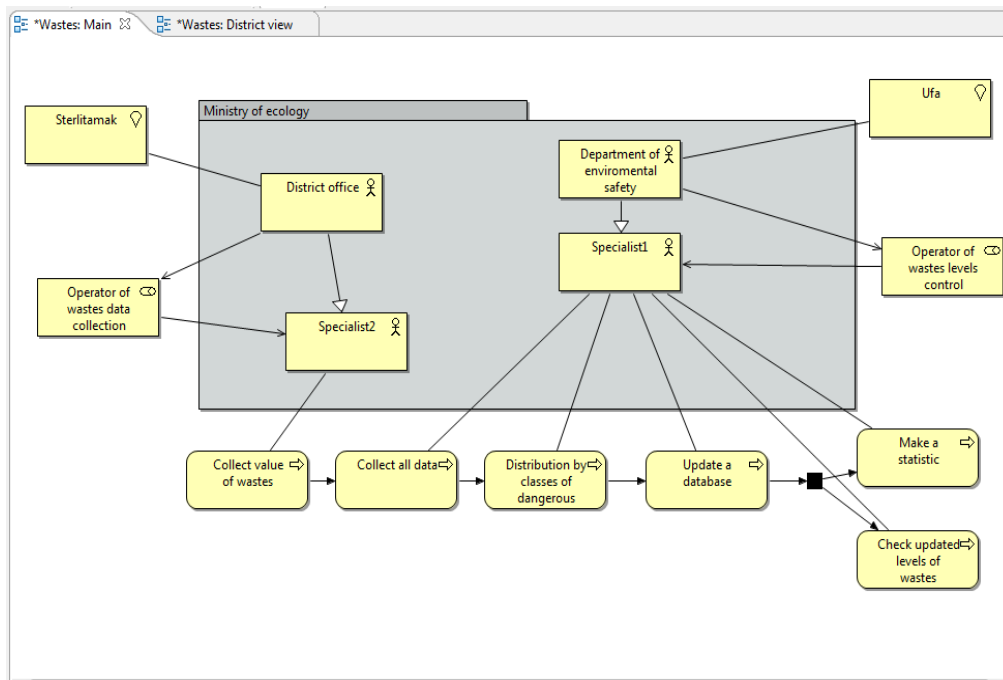 *Wastes: Main
*Wastes: District view
Sterlitamak
Ministry of ecology
Ufa
Department of
enviromental
safety
District office
Specialist1
Operator of
wastes levels
control
Operator of
wastes data
collection
Specialist2
Collect value
of wastes
Collect all data
Distribution by
classes of
dangerous
Update a
database
Make a
statistic
Check updated
levels of
wastes